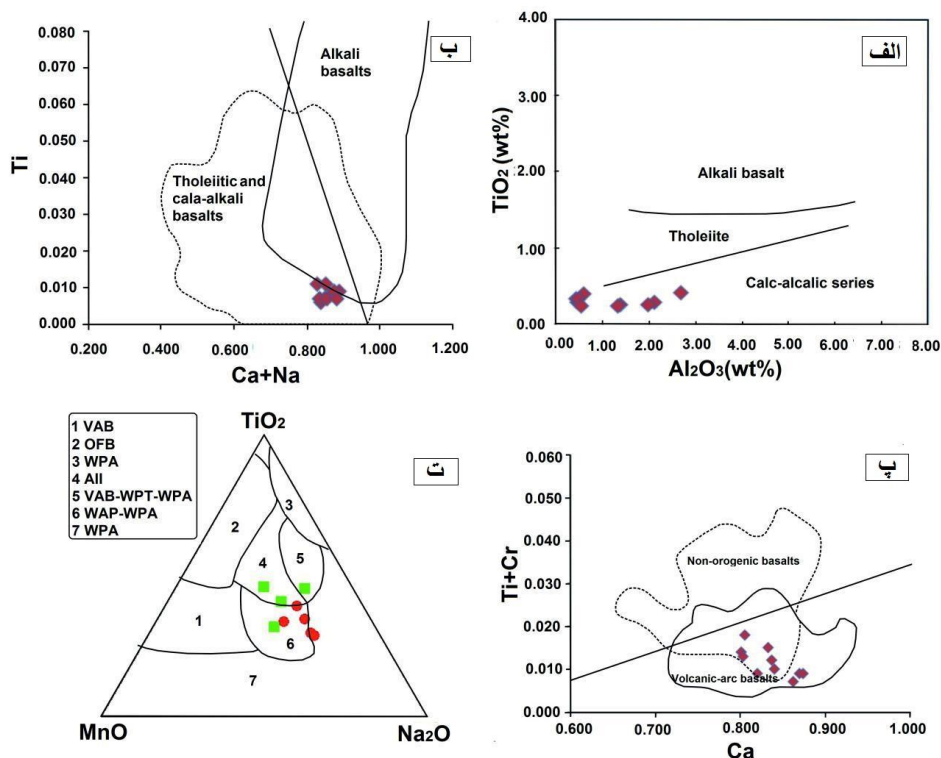 ب
Alkali
basalts
Tholeiitic and
cala-alkali
basalts
Ti
0.080
0.070
0.060
0.050
0.040
0.030
0.020
0.010
0.000
0.200 0.400 0.600 0.800 1.000 1.200
Ca+Na
الف
TiO₂ (wt%)
4.00
3.00
2.00
1.00
0.00
Alkali basalt
Tholeiite
Calc-alcalic series
0.00 1.00 2.00 3.00 4.00 5.00 6.00 7.00 8.00
Al₂O₃(wt%)
ت
1 VAB
2 OFB
3 WPA
4 All
5 VAB-WPT-WPA
6 WAP-WPA
7 WPA
TiO₂
3
2
4
5
1
6
7
MnO
Na₂O
پ
Ti+Cr
0.060
0.050
0.040
0.030
0.020
0.010
0.000
Non-orogenic basalts
Volcanic-arc basalts
0.600 0.700 0.800 0.900 1.000
Ca